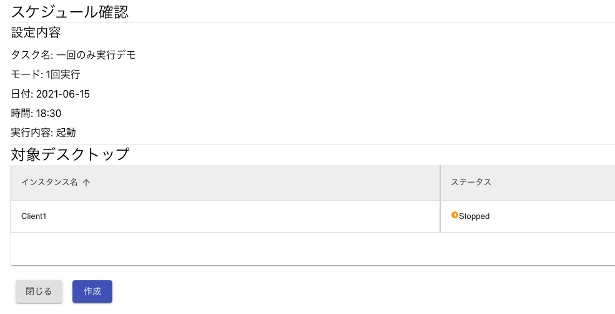 スケジュール確認
設定内容
タスク名: 一回のみ実行デモ
モード: 1回実行
日付: 2021-06-15
時間: 18:30
実行内容: 起動
対象デスクトップ
インスタンス名 ↑ ステータス
Client1 Stopped
閉じる 作成